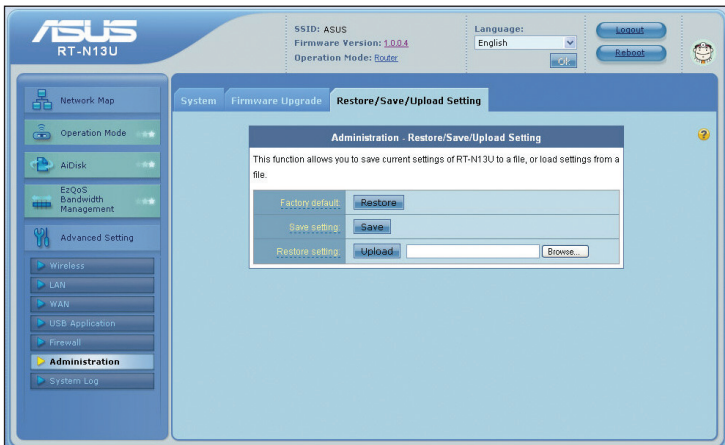 ASUS
RT-N13U
SSID: ASUS
Firmware Version: 1.0.0.4
Operation Mode: Router
Language:
English
Ok
Logout
Reboot
Network Map
Operation Mode
AiDisk
EzQoS
Bandwidth
Management
Advanced Setting
Wireless
LAN
WAN
USB Application
Firewall
Administration
System Log
System
Firmware Upgrade
Restore/Save/Upload Setting
Administration - Restore/Save/Upload Setting
This function allows you to save current settings of RT-N13U to a file, or load settings from a
file.
Factory default:
Restore
Save setting:
Save
Restore setting:
Upload
Browse...
?